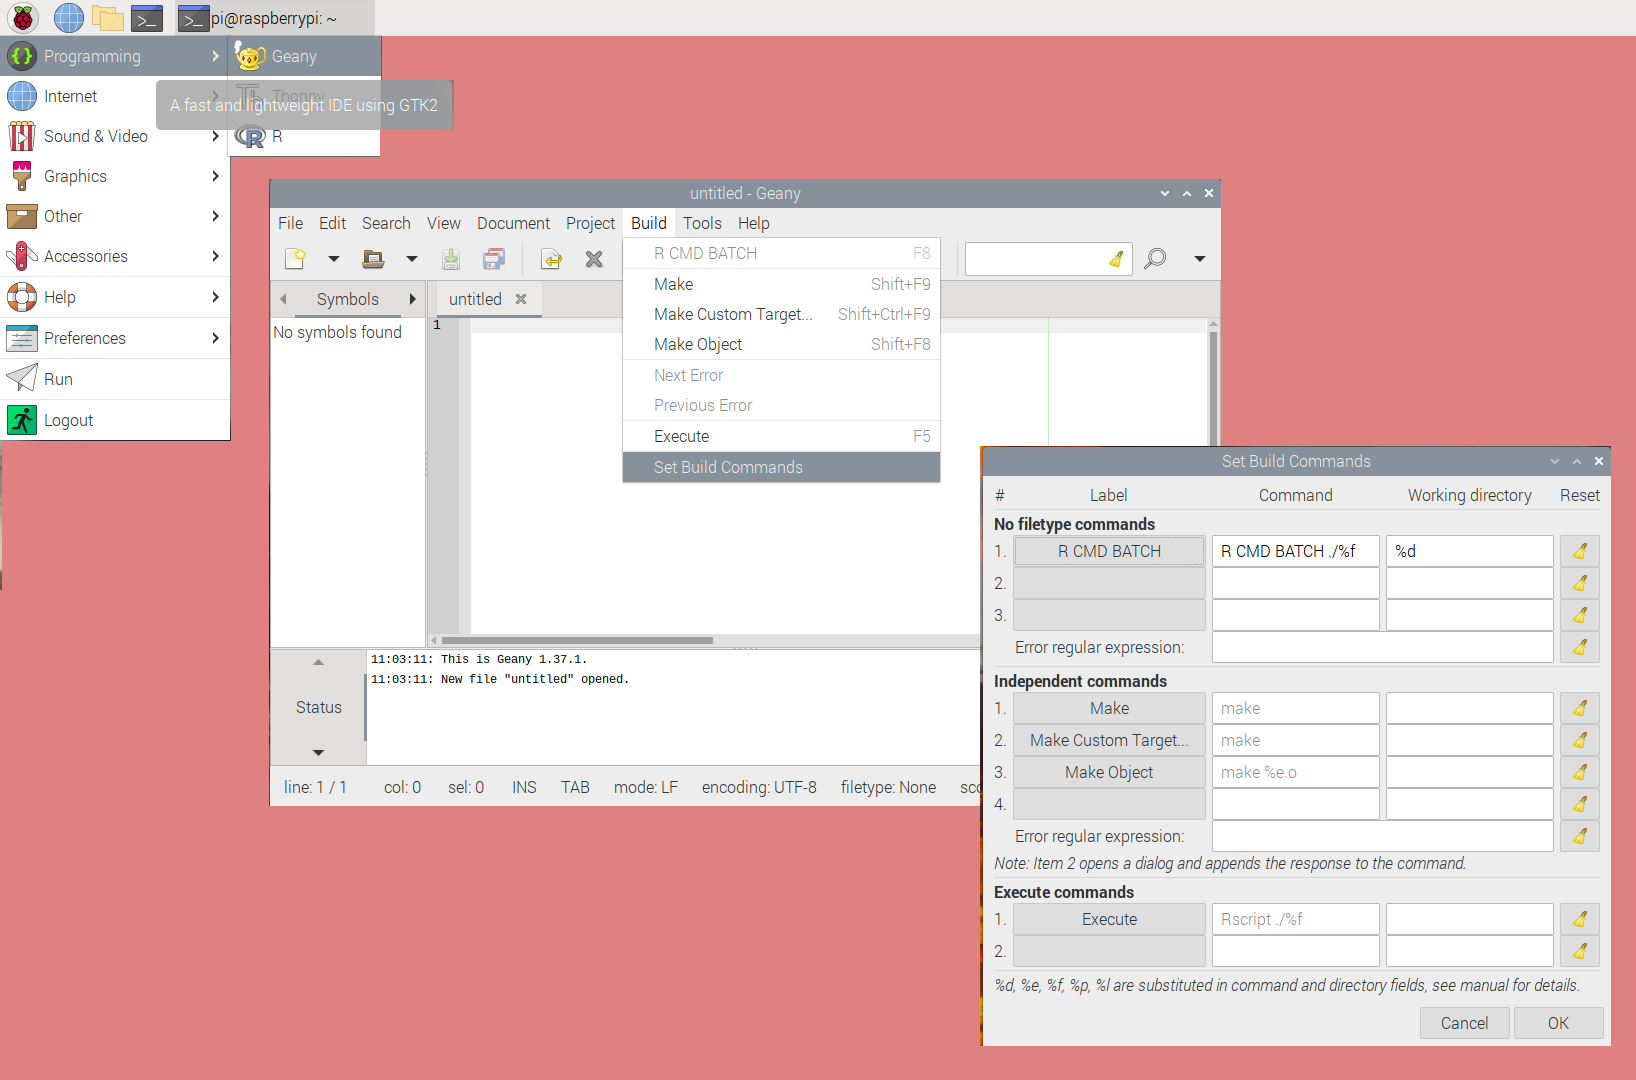 pi@raspberrypi: ~
Programming
Internet
Sound & Video
Graphics
Other
Accessories
Help
Preferences
Run
Logout
Geany
Thonny
A fast and lightweight IDE using GTK2
R
untitled - Geany
File Edit Search View Document Project Build Tools Help
R CMD BATCH F8
Make Shift+F9
Make Custom Target... Shift+Ctrl+F9
Make Object Shift+F8
Next Error
Previous Error
Execute F5
Set Build Commands
Symbols
untitled
No symbols found
1
Status
11:03:11: This is Geany 1.37.1.
11:03:11: New file "untitled" opened.
line: 1 / 1 col: 0 sel: 0 INS TAB mode: LF encoding: UTF-8 filetype: None sco
Set Build Commands
# Label Command Working directory Reset
No filetype commands
1. R CMD BATCH R CMD BATCH ./%f %d
2.
3.
Error regular expression:
Independent commands
1. Make make
2. Make Custom Target... make
3. Make Object make %e.o
4.
Error regular expression:
Note: Item 2 opens a dialog and appends the response to the command.
Execute commands
1. Execute Rscript ./%f
2.
%d, %e, %f, %p, %l are substituted in command and directory fields, see manual for details.
Cancel OK